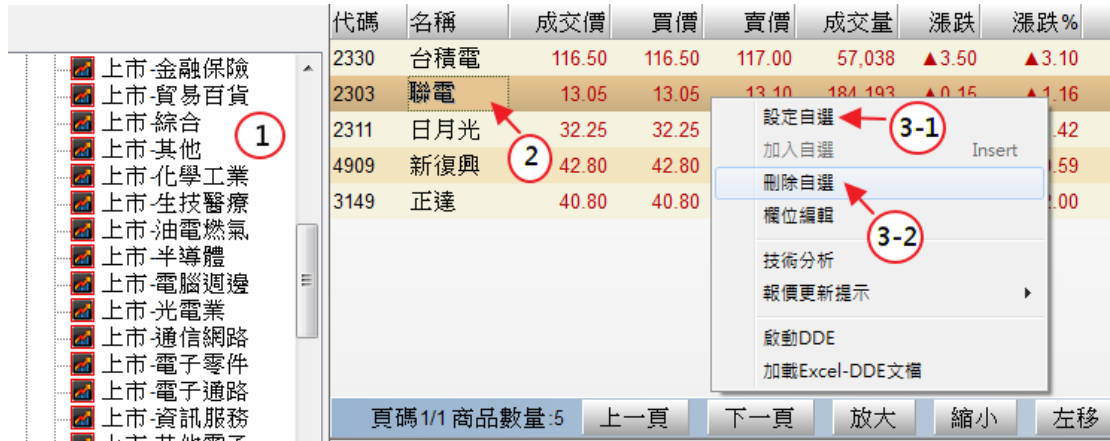 代碼 名稱 成交價 買價 賣價 成交量 漲跌 漲跌%
2330 台積電 116.50 116.50 117.00 57,038 ▲3.50 ▲3.10
2303 聯電 13.05 13.05 13.10 184,193 ▲0.15 ▲1.16
2311 日月光 32.25 32.25 .42
4909 新復興 42.80 42.80 .59
3149 正達 40.80 40.80 .00
上市-金融保險
上市-貿易百貨
上市-綜合
上市-其他
上市-化學工業
上市-生技醫療
上市-油電燃氣
上市-半導體
上市-電腦週邊
上市-光電業
上市-通信網路
上市-電子零件
上市-電子通路
上市-資訊服務
1
2
設定自選
3-1
加入自選 Insert
刪除自選
欄位編輯
3-2
技術分析
報價更新提示
啟動DDE
加載Excel-DDE文檔
頁碼1/1 商品數量:5 上一頁 下一頁 放大 縮小 左移